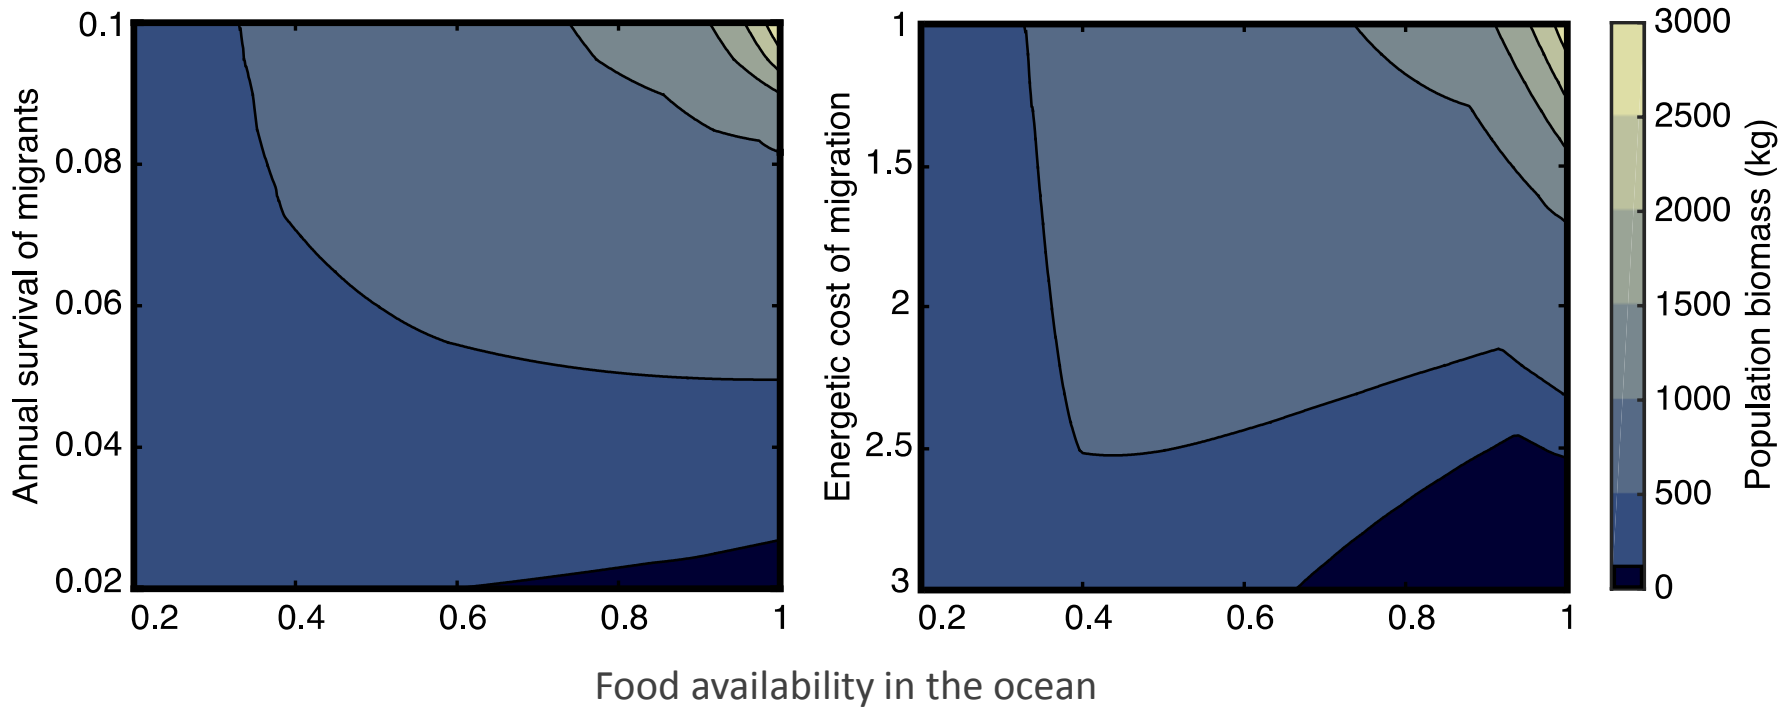 Annual survival of migrants
0.1
0.08
0.06
0.04
0.02
0.2 0.4 0.6 0.8 1
Energetic cost of migration
1
1.5
2
2.5
3
0.2 0.4 0.6 0.8 1
3000
2500
2000
1500
1000
500
0
Population biomass (kg)
Food availability in the ocean